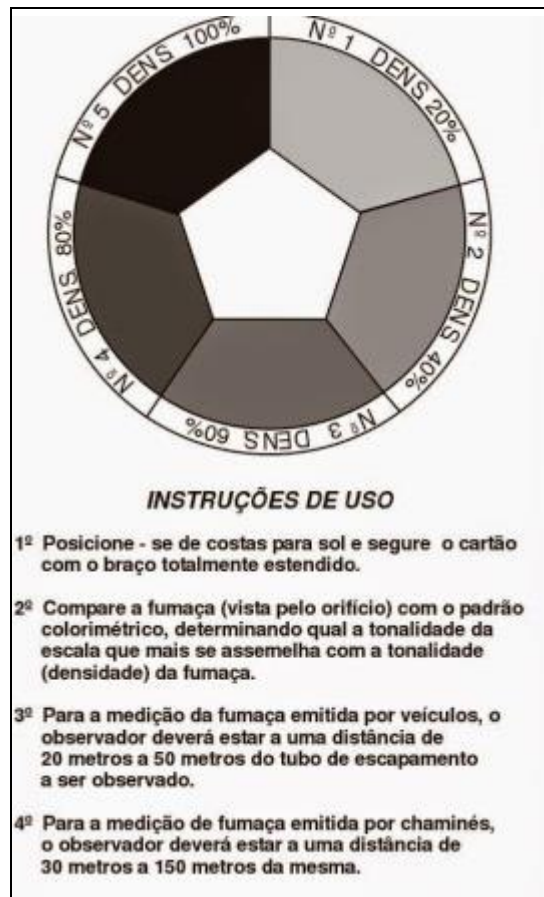 Nº 1 DENS 20%
Nº 2 DENS 40%
Nº 3 DENS 60%
Nº 4 DENS 80%
Nº 5 DENS 100%
INSTRUÇÕES DE USO
1º Posicione - se de costas para sol e segure o cartão
com o braço totalmente estendido.
2º Compare a fumaça (vista pelo orifício) com o padrão
colorimétrico, determinando qual a tonalidade da
escala que mais se assemelha com a tonalidade
(densidade) da fumaça.
3º Para a medição da fumaça emitida por veículos, o
observador deverá estar a uma distância de
20 metros a 50 metros do tubo de escapamento
a ser observado.
4º Para a medição de fumaça emitida por chaminés,
o observador deverá estar a uma distância de
30 metros a 150 metros da mesma.